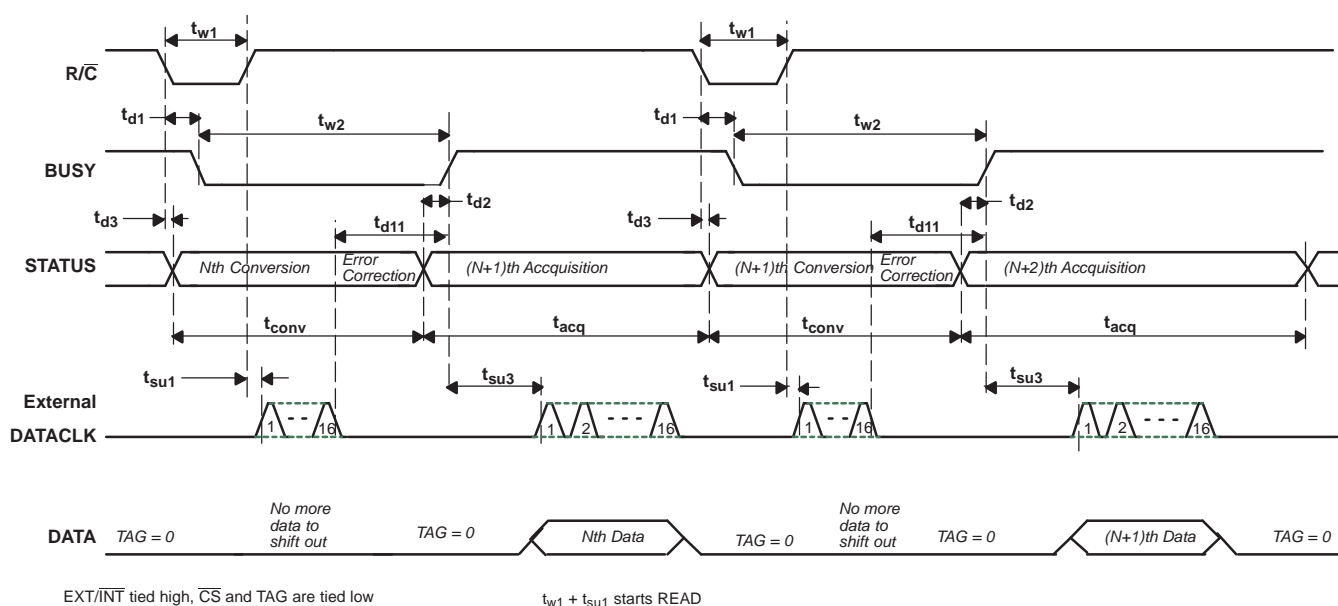 tw1 tw1
R/C
td1 tw2 td1 tw2
BUSY
td3 td2 td3 td2
td11 td11
STATUS Nth Conversion Error Correction (N+1)th Accquisition (N+1)th Conversion Error Correction (N+2)th Acquisition
tconv tacq tconv tacq
tsu1 tsu3 tsu1 tsu3
External
DATACLK 1 - - 16 1 2 - - - 16 1 - - 16 1 2 - - - 16
DATA TAG = 0 No more data to shift out TAG = 0 Nth Data TAG = 0 No more data to shift out TAG = 0 (N+1)th Data TAG = 0
EXT/INT tied high, CS and TAG are tied low tw1 + tsu1 starts READ